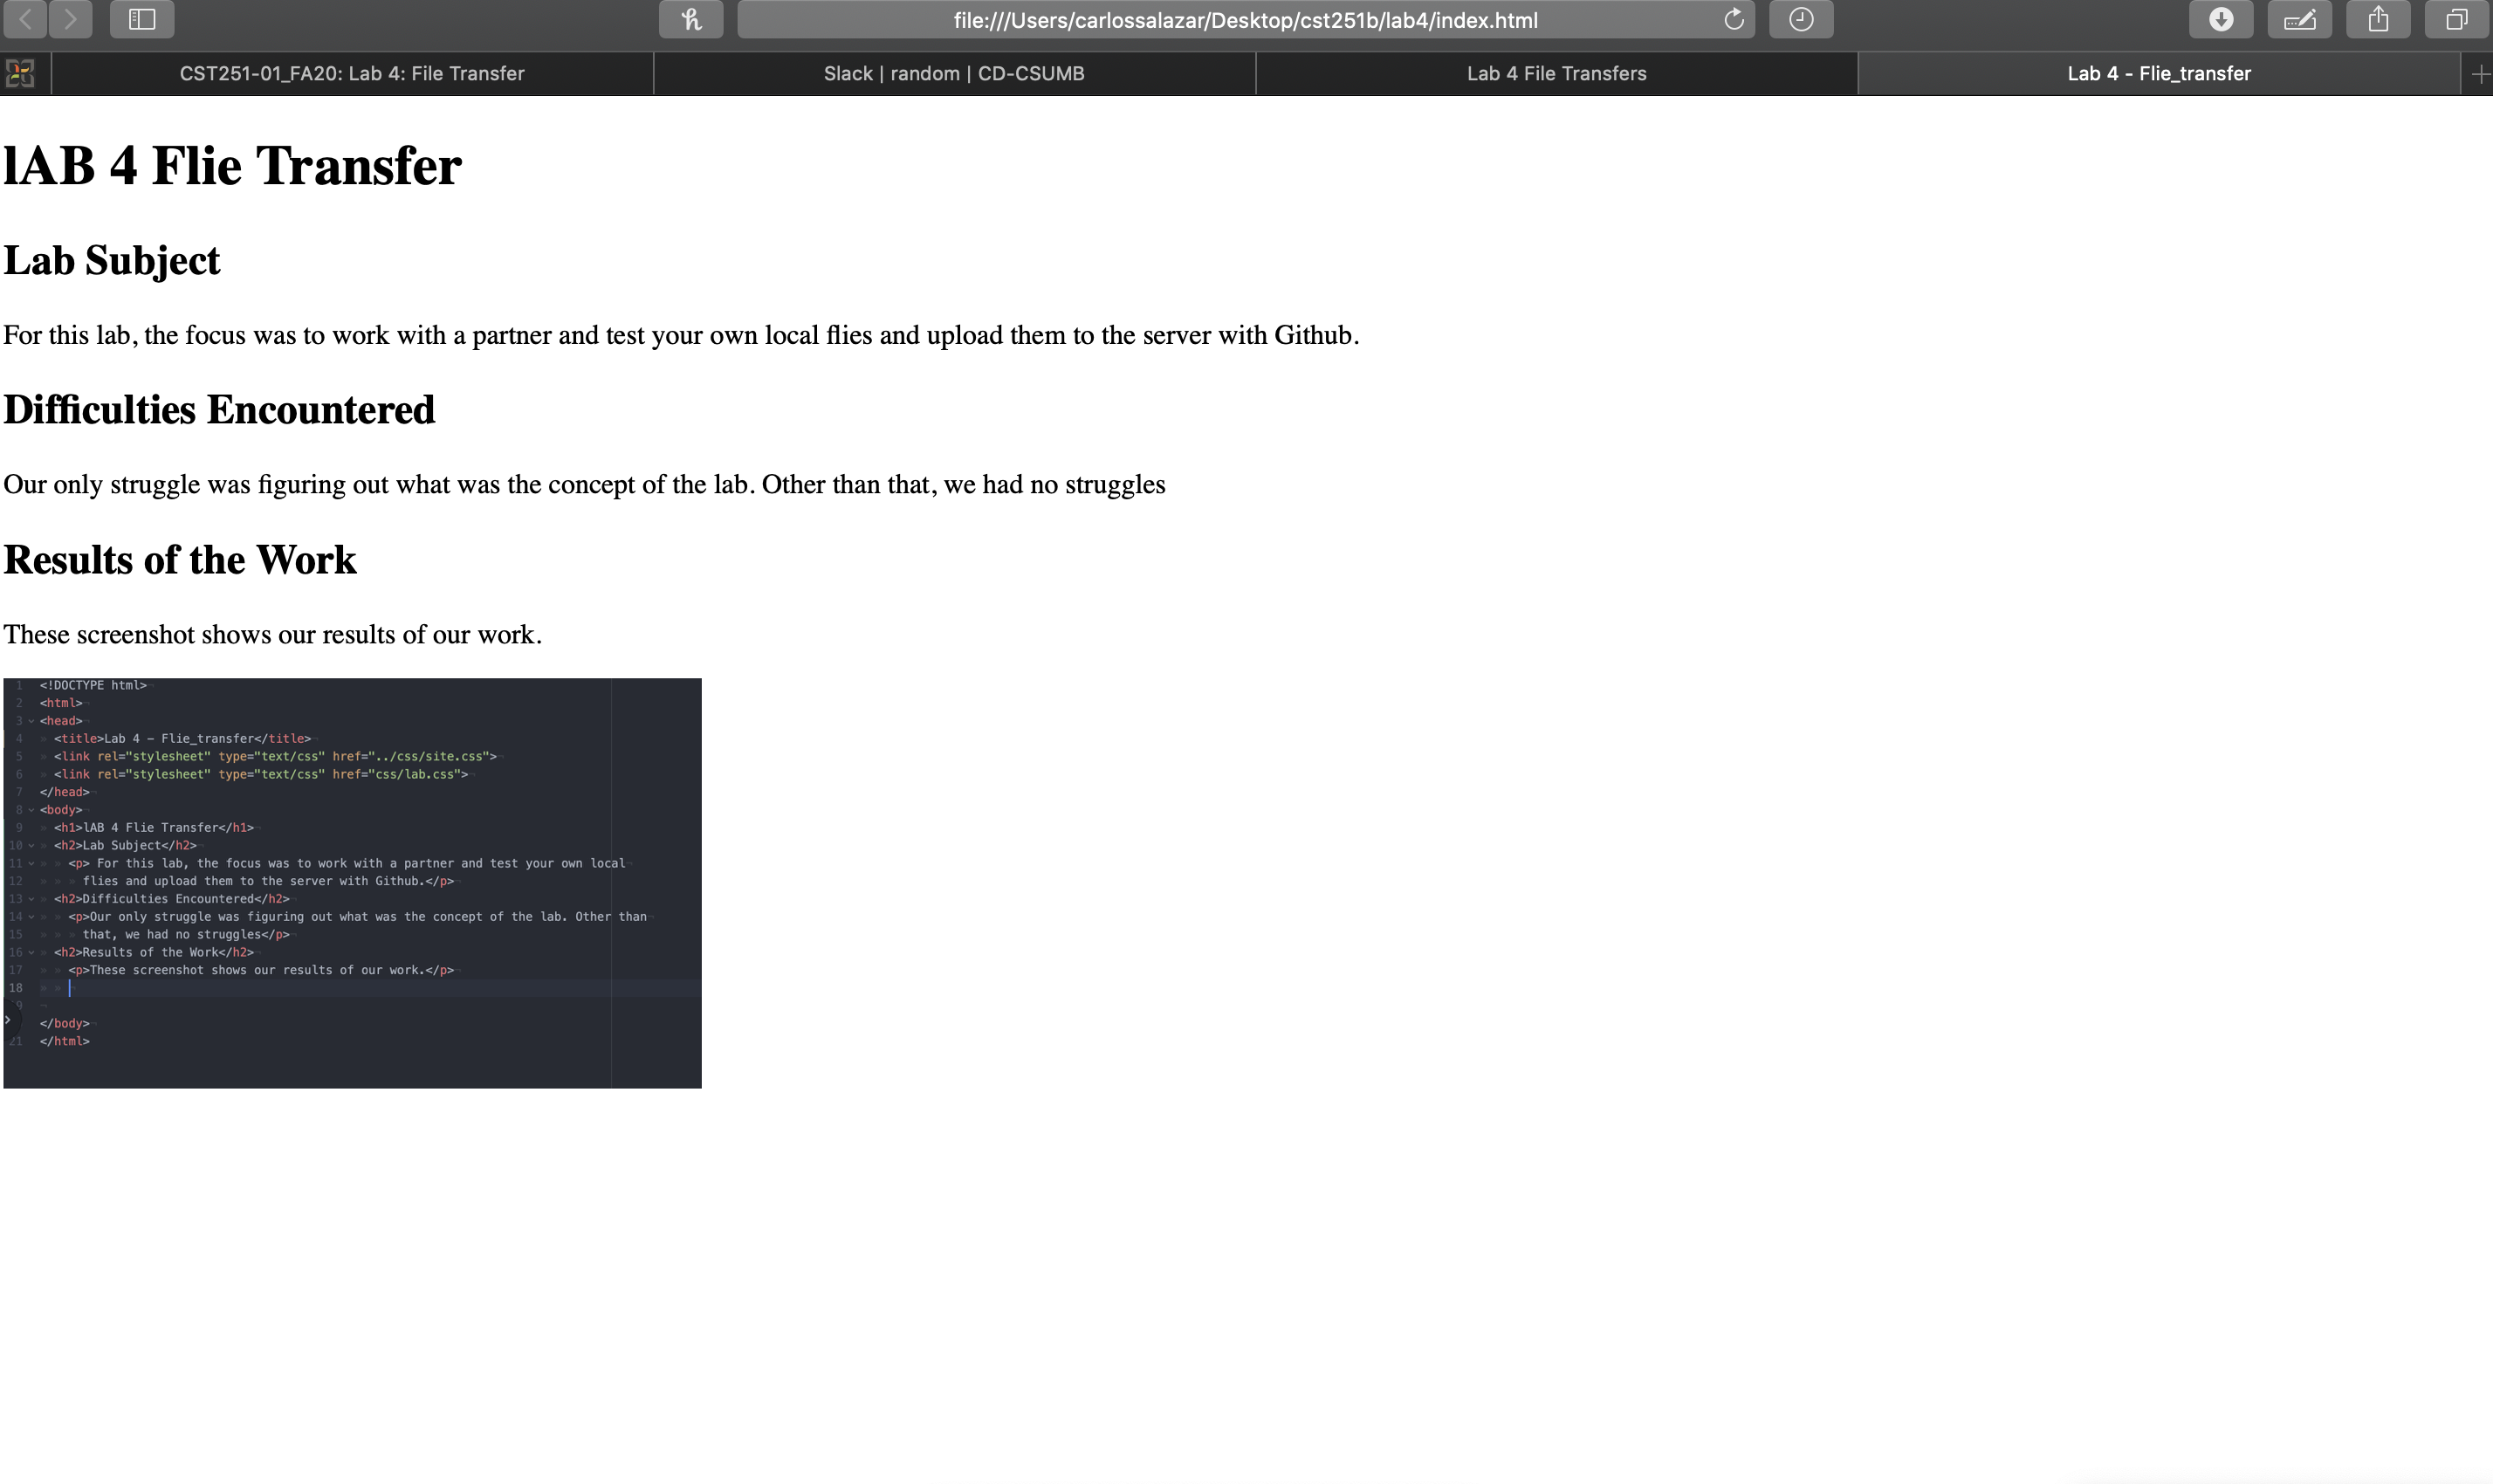 file:///Users/carlossalazar/Desktop/cst251b/lab4/index.html
CST251-01_FA20: Lab 4: File Transfer
Slack | random | CD-CSUMB
Lab 4 File Transfers
Lab 4 - Flie_transfer
lAB 4 Flie Transfer
Lab Subject
For this lab, the focus was to work with a partner and test your own local flies and upload them to the server with Github.
Difficulties Encountered
Our only struggle was figuring out what was the concept of the lab. Other than that, we had no struggles
Results of the Work
These screenshot shows our results of our work.
1 <!DOCTYPE html>
2 <html>
3 <head>
4 <title>Lab 4 - Flie_transfer</title>
5 <link rel="stylesheet" type="text/css" href="../css/site.css">
6 <link rel="stylesheet" type="text/css" href="css/lab.css">
7 </head>
8 <body>
9 <h1>lAB 4 Flie Transfer</h1>
10 <h2>Lab Subject</h2>
11 <p> For this lab, the focus was to work with a partner and test your own local
12 flies and upload them to the server with Github.</p>
13 <h2>Difficulties Encountered</h2>
14 <p>Our only struggle was figuring out what was the concept of the lab. Other than
15 that, we had no struggles</p>
16 <h2>Results of the Work</h2>
17 <p>These screenshot shows our results of our work.</p>
18
</body>
21 </html>